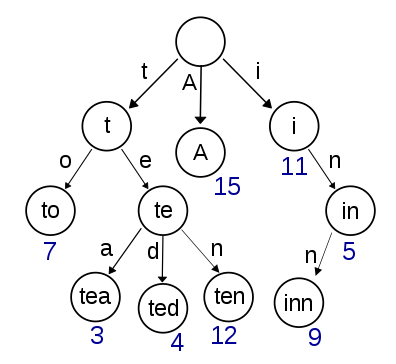 t A i
t A i
15 11
o e n
to te in
7 5
a d n n
tea ted ten inn
3 4 12 9